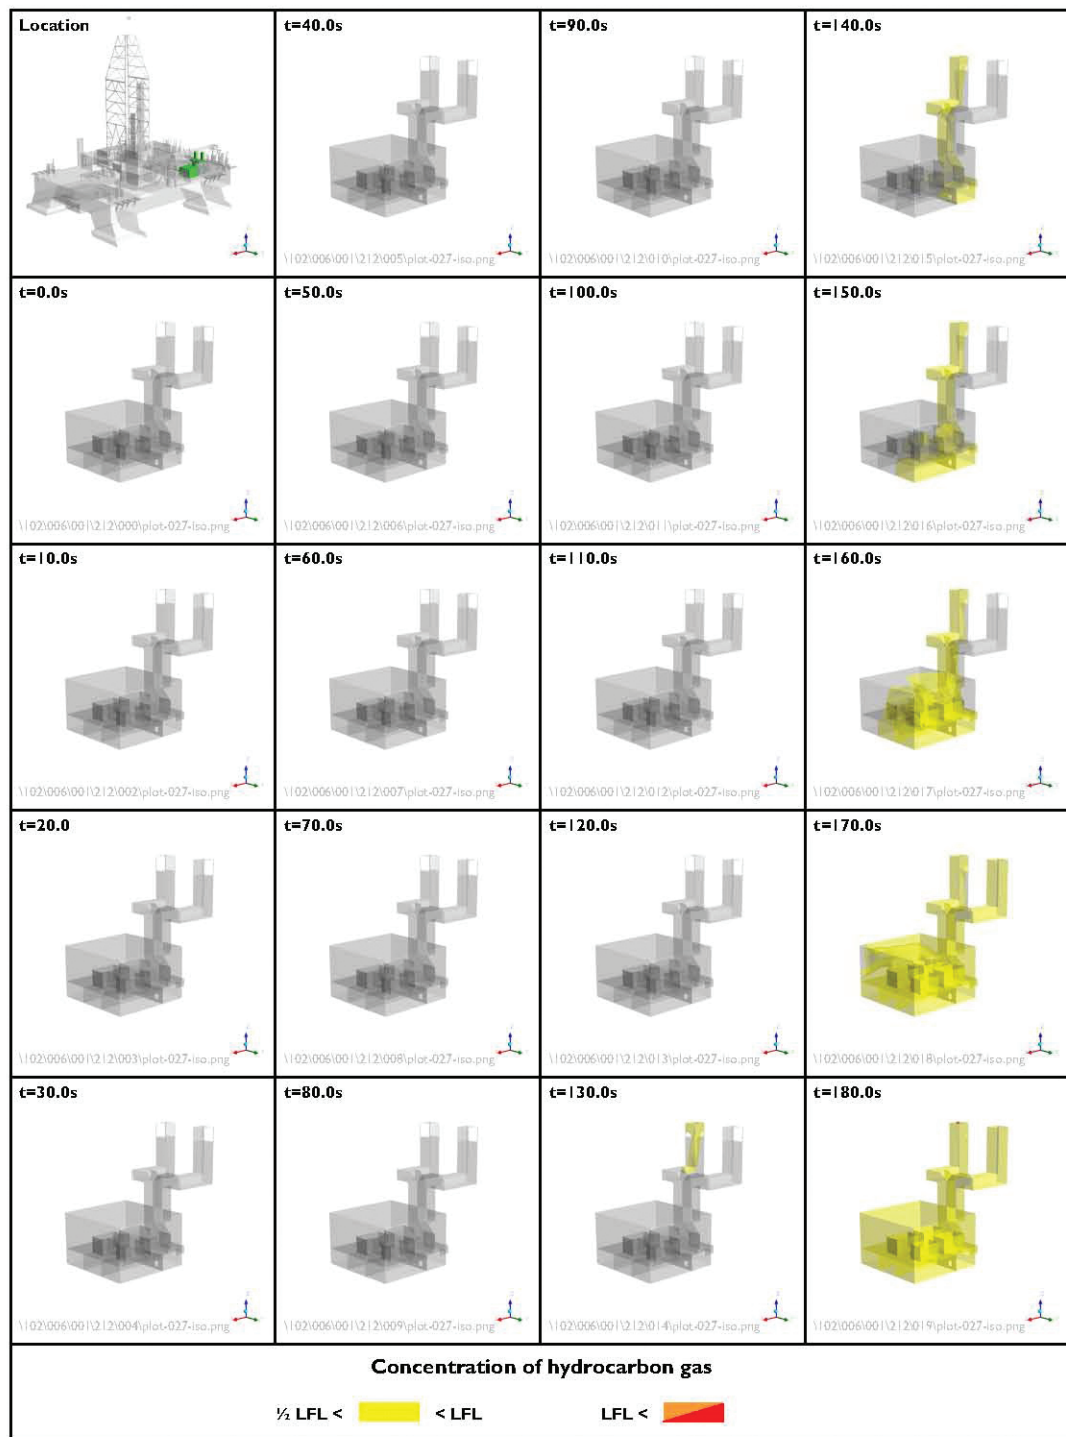 Location t=40.0s t=90.0s t=140.0s
\102\006\001\212\005\plot-027-iso.png \102\006\001\212\010\plot-027-iso.png \102\006\001\212\015\plot-027-iso.png
t=0.0s t=50.0s t=100.0s t=150.0s
\102\006\001\212\000\plot-027-iso.png \102\006\001\212\006\plot-027-iso.png \102\006\001\212\011\plot-027-iso.png \102\006\001\212\016\plot-027-iso.png
t=10.0s t=60.0s t=110.0s t=160.0s
\102\006\001\212\002\plot-027-iso.png \102\006\001\212\007\plot-027-iso.png \102\006\001\212\012\plot-027-iso.png \102\006\001\212\017\plot-027-iso.png
t=20.0 t=70.0s t=120.0s t=170.0s
\102\006\001\212\003\plot-027-iso.png \102\006\001\212\008\plot-027-iso.png \102\006\001\212\013\plot-027-iso.png \102\006\001\212\018\plot-027-iso.png
t=30.0s t=80.0s t=130.0s t=180.0s
\102\006\001\212\004\plot-027-iso.png \102\006\001\212\009\plot-027-iso.png \102\006\001\212\014\plot-027-iso.png \102\006\001\212\019\plot-027-iso.png
Concentration of hydrocarbon gas
½ LFL < < LFL LFL <